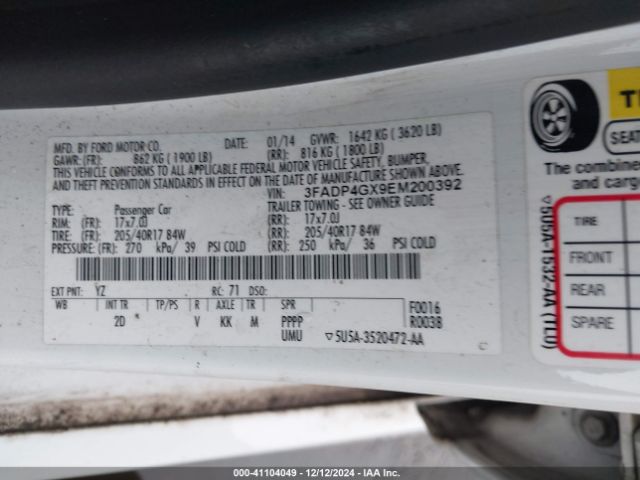 MFD. BY FORD MOTOR CO. DATE: 01/14 GVWR: 1642 KG ( 3620 LB)
GAWR: (FR): 862 KG ( 1900 LB) (RR): 816 KG ( 1800 LB)
THIS VEHICLE CONFORMS TO ALL APPLICABLE FEDERAL MOTOR VEHICLE SAFETY, BUMPER,
AND THEFT PREVENTION STANDARDS IN EFFECT ON THE DATE OF MANUFACTURE SHOWN ABOVE.
VIN: 3FADP4GX9EM200392
TYPE: Passenger Car TRAILER TOWING - SEE OWNER GUIDE
RIM: (FR): 17x7.0J (RR): 17x7.0J
TIRE: (FR): 205/40R17 84W (RR): 205/40R17 84W
PRESSURE: (FR): 270 kPa/ 39 PSI COLD (RR): 250 kPa/ 36 PSI COLD
EXT PNT: YZ RC: 71 DSO:
WB INT TR TP/PS R AXLE TR SPR F0016
2D V KK M PPPP R0038
UMU ▽5U5A-3520472-AA
C
SEAT
The combine
and cargo
TIRE
FRONT
REAR
SPARE
▽5U5A-1532-AA (TLU)
000-41104049 - 12/12/2024 - IAA Inc.